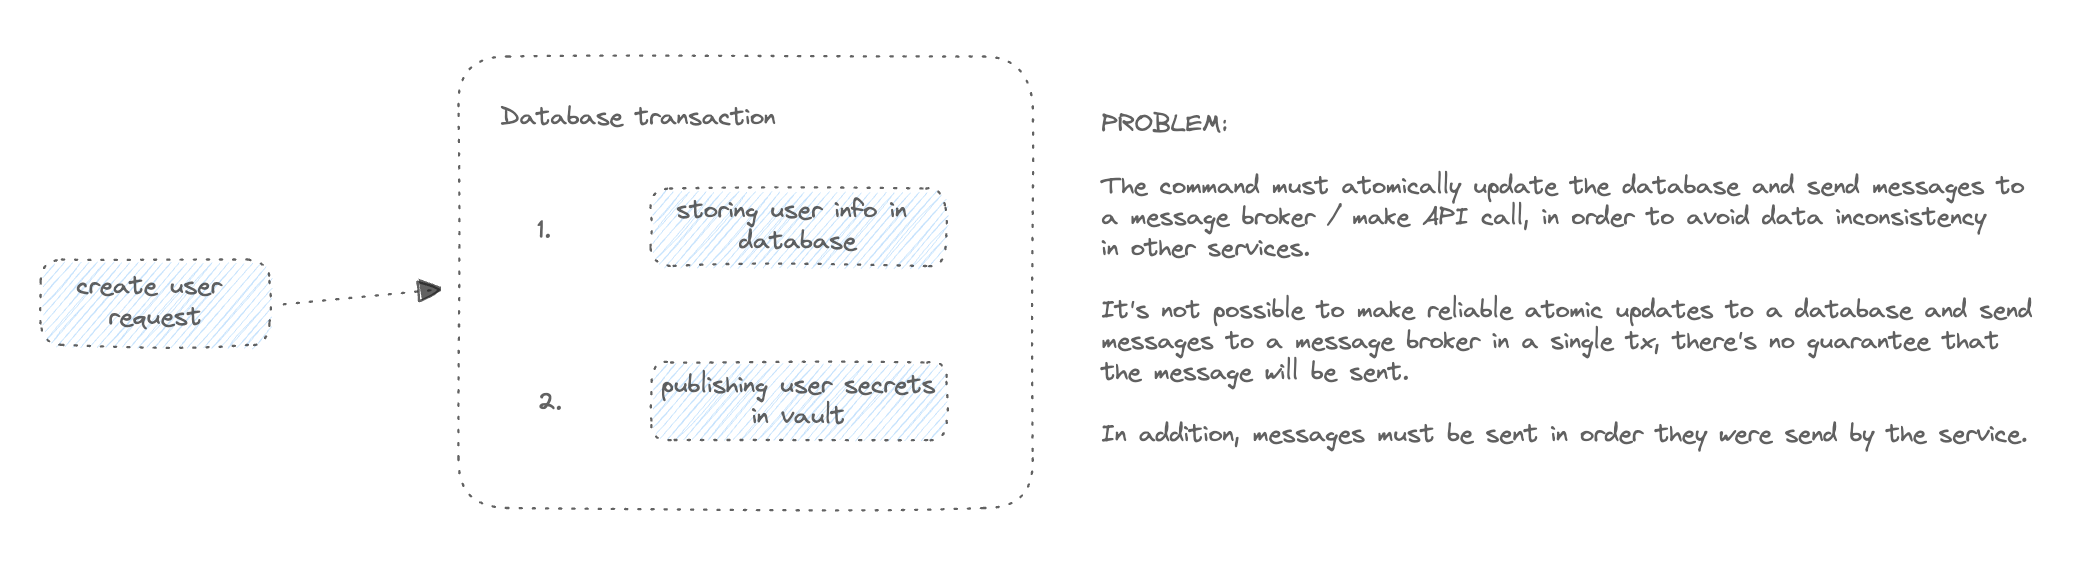 create user
request
Database transaction
1.
storing user info in
database
2.
publishing user secrets
in vault
PROBLEM:
The command must atomically update the database and send messages to
a message broker / make API call, in order to avoid data inconsistency
in other services.
It's not possible to make reliable atomic updates to a database and send
messages to a message broker in a single tx, there's no guarantee that
the message will be sent.
In addition, messages must be sent in order they were send by the service.